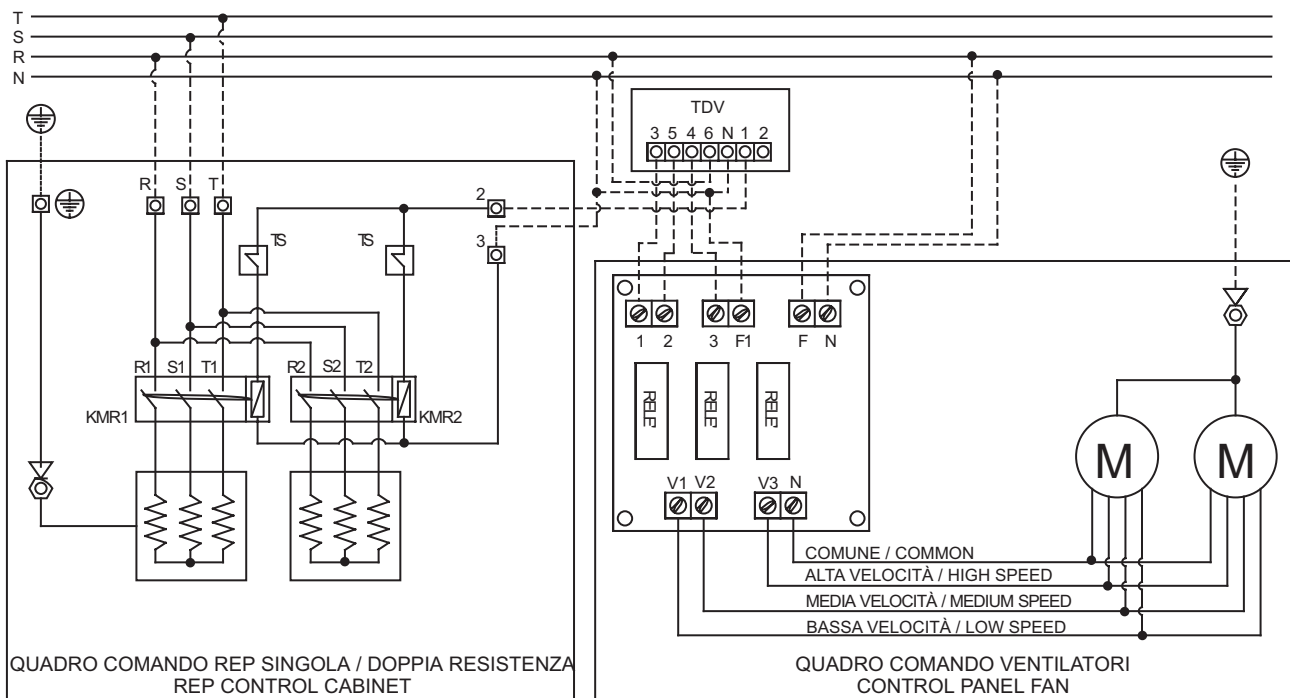 T
S
R
N
TDV
3 5 4 6 N 1 2
R S T
2
TS TS
3
1 2 3 F1 F N
R1 S1 T1 R2 S2 T2
KMR1 KMR2
RELE RELE RELE
M M
V1 V2 V3 N
COMUNE / COMMON
ALTA VELOCITÀ / HIGH SPEED
MEDIA VELOCITÀ / MEDIUM SPEED
BASSA VELOCITÀ / LOW SPEED
QUADRO COMANDO REP SINGOLA / DOPPIA RESISTENZA
REP CONTROL CABINET
QUADRO COMANDO VENTILATORI
CONTROL PANEL FAN